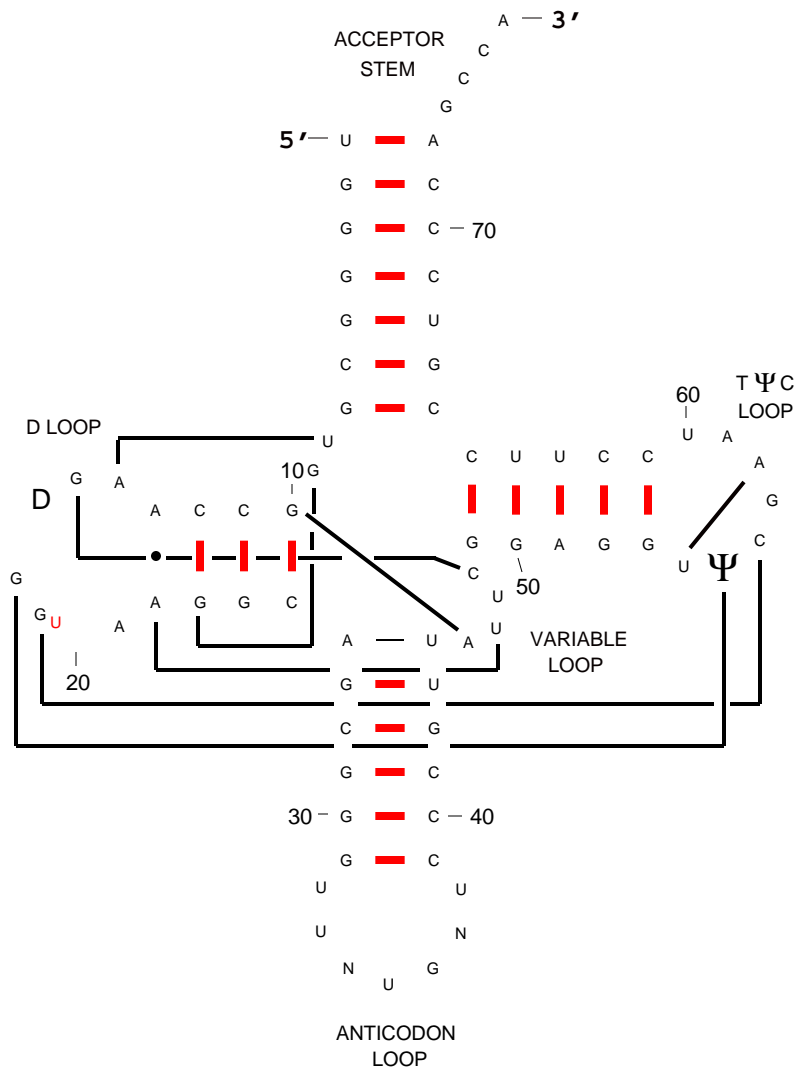 A — 3'
ACCEPTOR
STEM
C
C
G
5' — U A
G C
G C — 70
G C
G U
C G
G C
T Ψ C
LOOP
60
D LOOP
U
U A
C U U C C
G A
10 G
A
D
A C C G
G
G G A G G
C
50
U Ψ
C
G
U
A A G G C
G U
A
20
A — U A U
VARIABLE
LOOP
G U
C G
G C
30 — G C — 40
G C
U U
U N
N U G
ANTICODON
LOOP